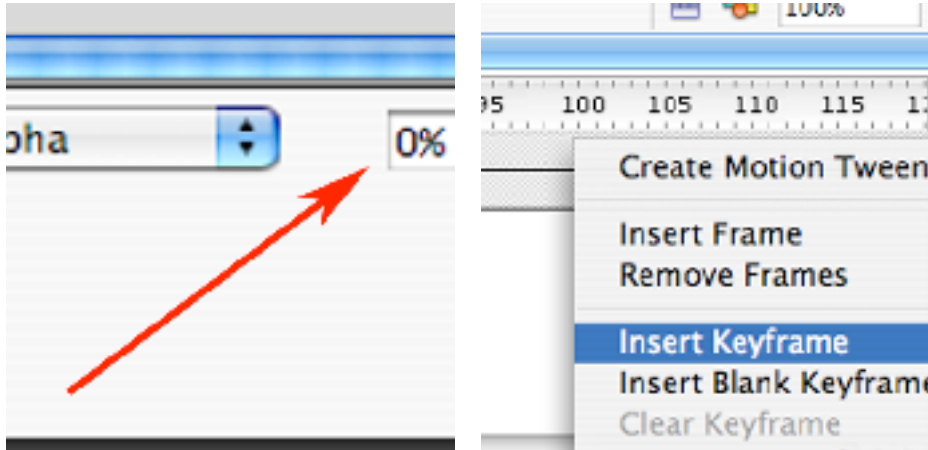 pha
0%
100%
95 100 105 110 115
Create Motion Tween
Insert Frame
Remove Frames
Insert Keyframe
Insert Blank Keyframe
Clear Keyframe